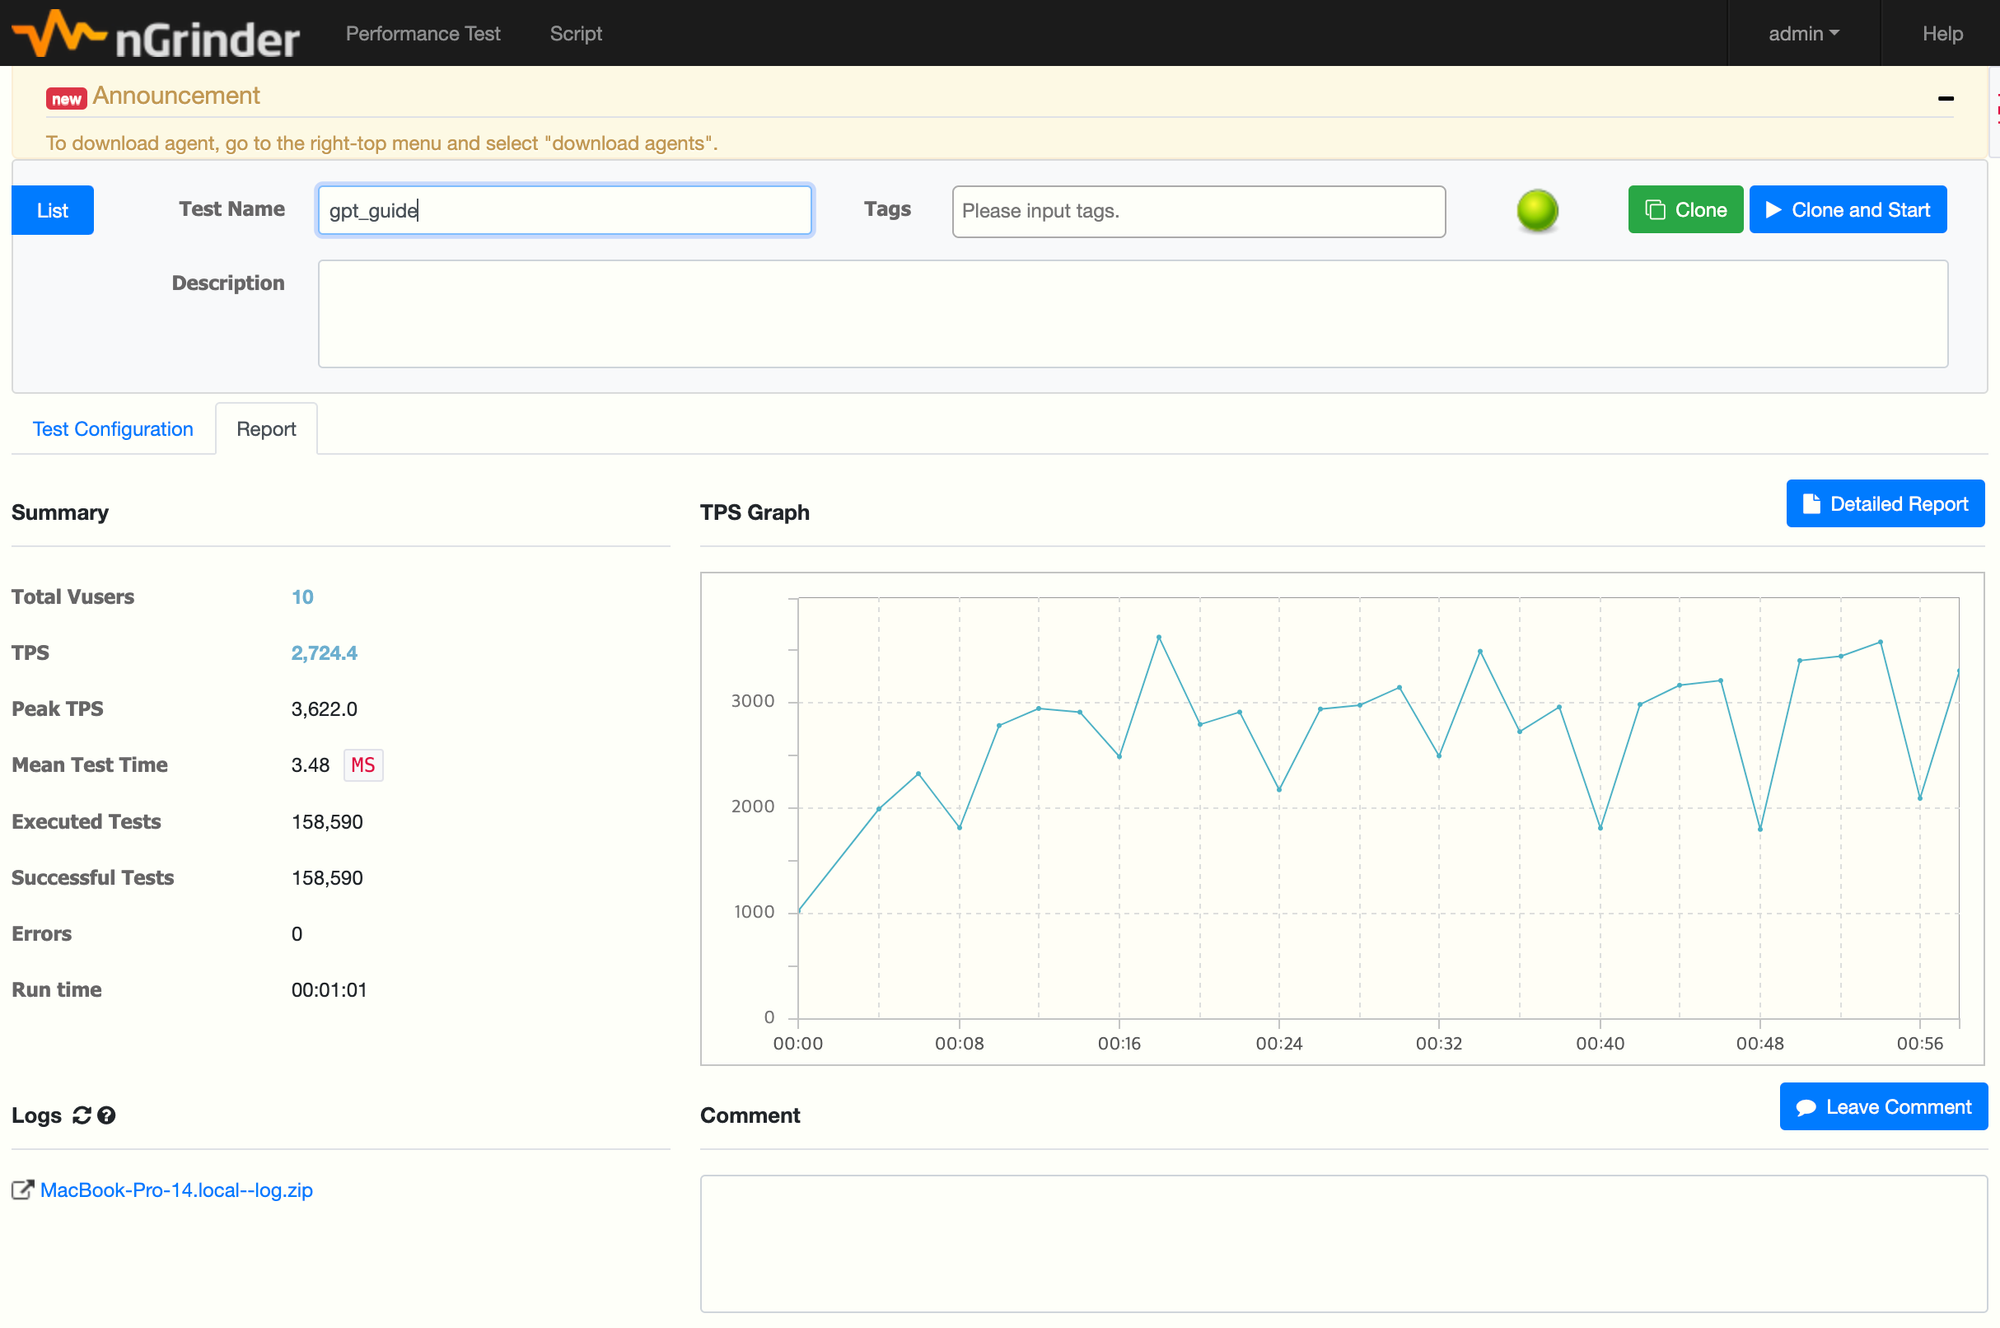 nGrinder Performance Test Script admin Help
new Announcement
To download agent, go to the right-top menu and select "download agents".
List Test Name gpt_guide Tags Please input tags. Clone Clone and Start
Description
Test Configuration Report
Summary
Total Vusers 10
TPS 2,724.4
Peak TPS 3,622.0
Mean Test Time 3.48 MS
Executed Tests 158,590
Successful Tests 158,590
Errors 0
Run time 00:01:01
TPS Graph Detailed Report
3000
2000
1000
0
00:00 00:08 00:16 00:24 00:32 00:40 00:48 00:56
Logs
MacBook-Pro-14.local--log.zip
Comment Leave Comment